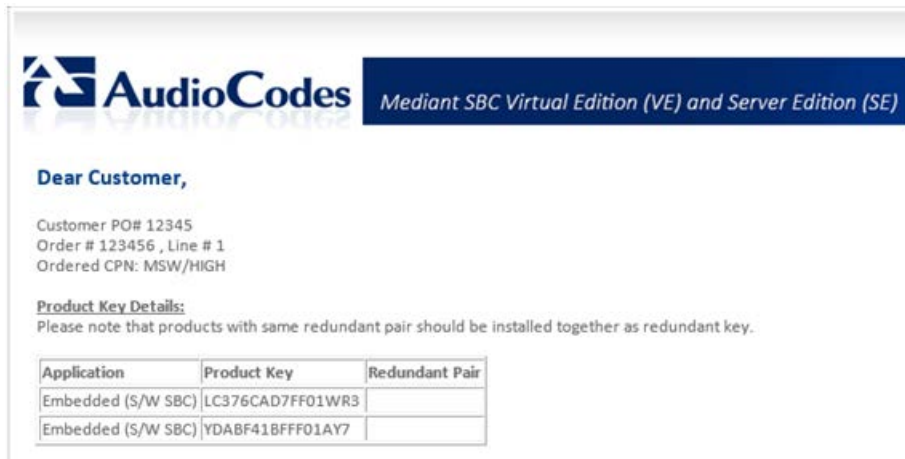 AudioCodes Mediant SBC Virtual Edition (VE) and Server Edition (SE)
Dear Customer,
Customer PO# 12345
Order # 123456 , Line # 1
Ordered CPN: MSW/HIGH
Product Key Details:
Please note that products with same redundant pair should be installed together as redundant key.
Application Product Key Redundant Pair
Embedded (S/W SBC) LC376CAD7FF01WR3
Embedded (S/W SBC) YDABF41BFFF01AY7